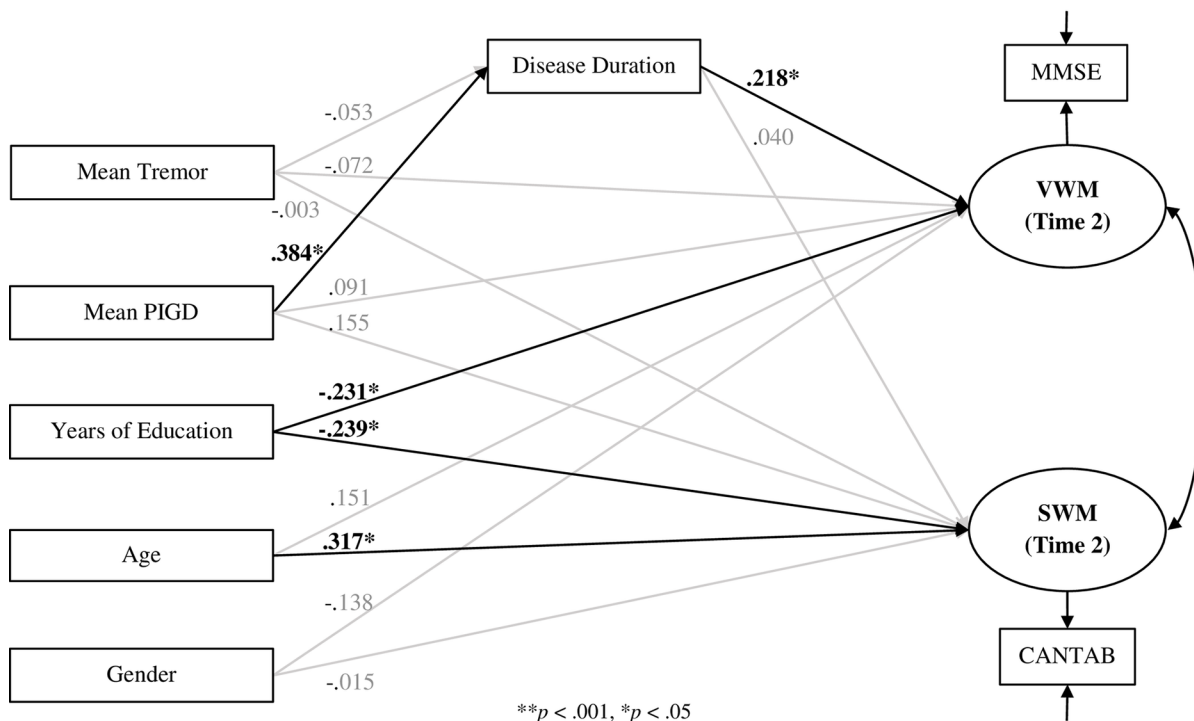 Disease Duration
.218*
MMSE
-.053
.040
Mean Tremor
-.072
VWM
(Time 2)
-.003
.384*
Mean PIGD
.091
.155
-.231*
Years of Education
-.239*
.151
SWM
(Time 2)
Age
.317*
-.138
CANTAB
Gender
-.015
**p < .001, *p < .05